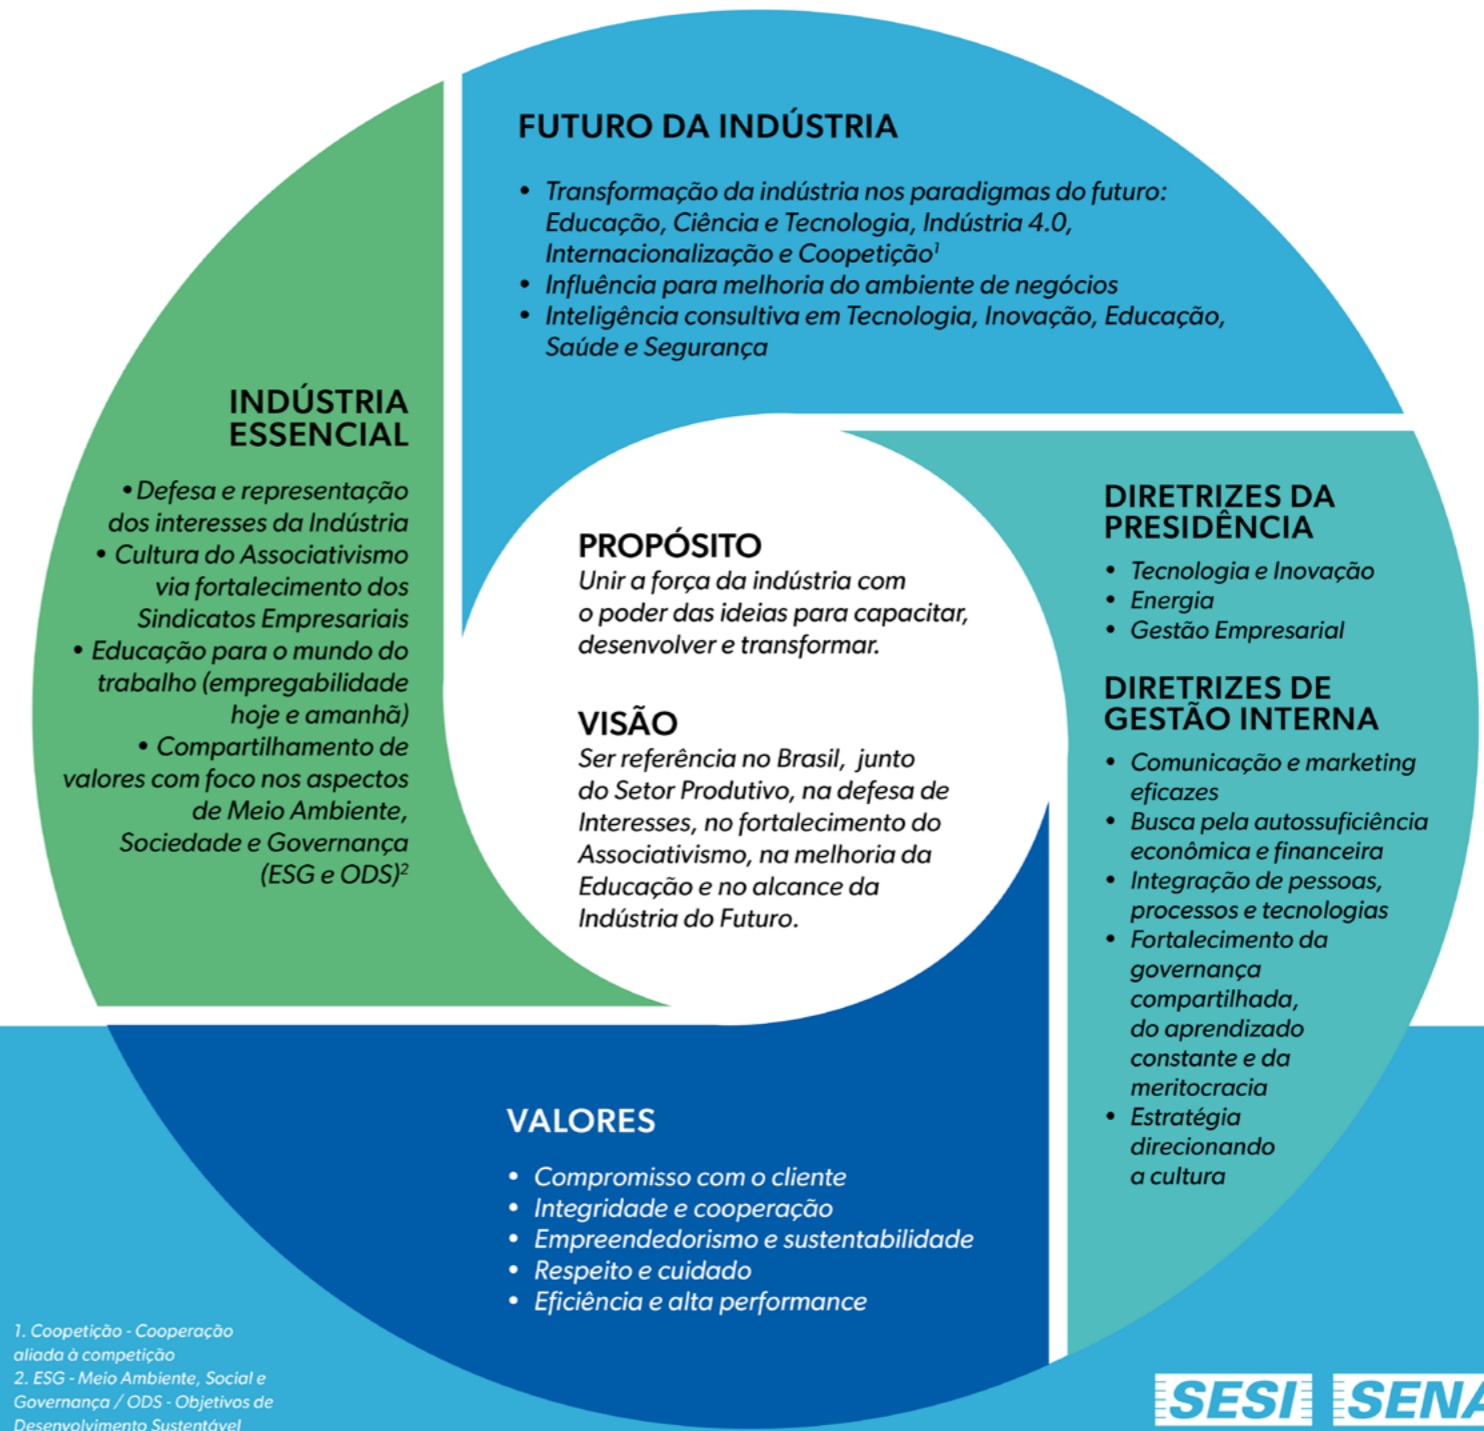 FUTURO DA INDÚSTRIA
• Transformação da indústria nos paradigmas do futuro:
Educação, Ciência e Tecnologia, Indústria 4.0,
Internacionalização e Coopetição¹
• Influência para melhoria do ambiente de negócios
• Inteligência consultiva em Tecnologia, Inovação, Educação,
Saúde e Segurança
INDÚSTRIA
ESSENCIAL
• Defesa e representação
dos interesses da Indústria
• Cultura do Associativismo
via fortalecimento dos
Sindicatos Empresariais
• Educação para o mundo do
trabalho (empregabilidade
hoje e amanhã)
• Compartilhamento de
valores com foco nos aspectos
de Meio Ambiente,
Sociedade e Governança
(ESG e ODS)²
PROPÓSITO
Unir a força da indústria com
o poder das ideias para capacitar,
desenvolver e transformar.
VISÃO
Ser referência no Brasil, junto
do Setor Produtivo, na defesa de
Interesses, no fortalecimento do
Associativismo, na melhoria da
Educação e no alcance da
Indústria do Futuro.
DIRETRIZES DA
PRESIDÊNCIA
• Tecnologia e Inovação
• Energia
• Gestão Empresarial
DIRETRIZES DE
GESTÃO INTERNA
• Comunicação e marketing
eficazes
• Busca pela autossuficiência
econômica e financeira
• Integração de pessoas,
processos e tecnologias
• Fortalecimento da
governança
compartilhada,
do aprendizado
constante e da
meritocracia
• Estratégia
direcionando
a cultura
VALORES
• Compromisso com o cliente
• Integridade e cooperação
• Empreendedorismo e sustentabilidade
• Respeito e cuidado
• Eficiência e alta performance
1. Coopetição - Cooperação
aliada à competição
2. ESG - Meio Ambiente, Social e
Governança / ODS - Objetivos de
Desenvolvimento Sustentável
SESI SENA